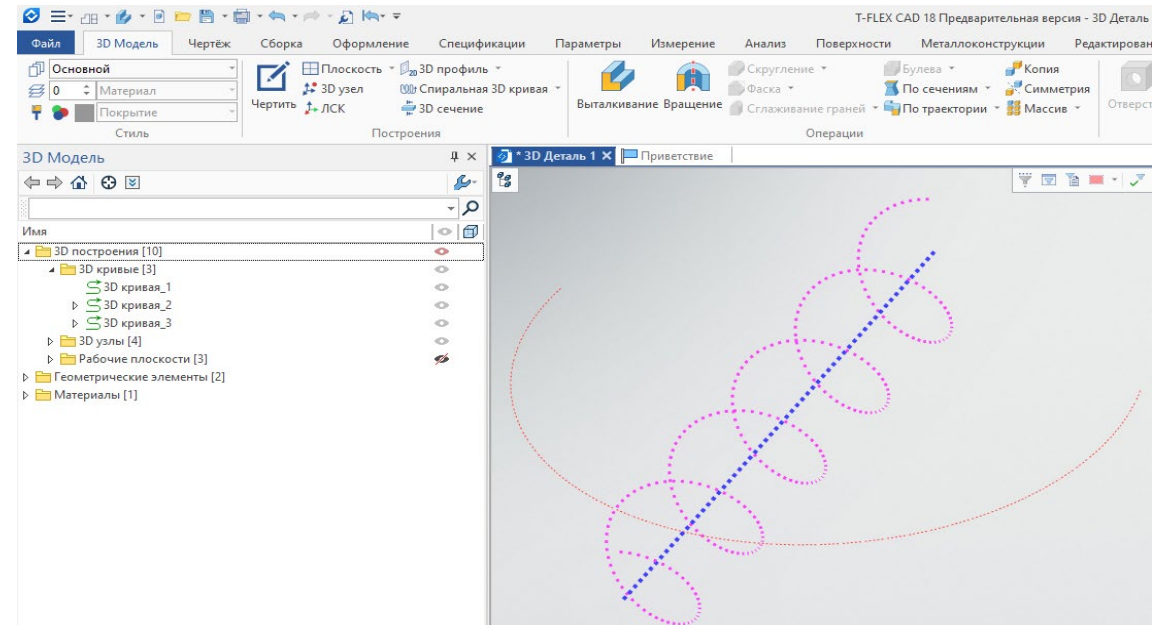 T-FLEX CAD 18 Предварительная версия - 3D Деталь
Файл 3D Модель Чертёж Сборка Оформление Спецификации Параметры Измерение Анализ Поверхности Металлоконструкции Редактирован
Основной
0 Материал
Покрытие
Стиль
Чертить
Плоскость
3D узел
ЛСК
20 3D профиль
Спиральная 3D кривая
3D сечение
Построения
Выталкивание Вращение
Скругление
Фаска
Сглаживание граней
Булева
По сечениям
По траектории
Копия
Симметрия
Массив
Операции
Отверст
3D Модель
* 3D Деталь 1
Приветствие
Имя
3D построения [10]
3D кривые [3]
3D кривая_1
3D кривая_2
3D кривая_3
3D узлы [4]
Рабочие плоскости [3]
Геометрические элементы [2]
Материалы [1]